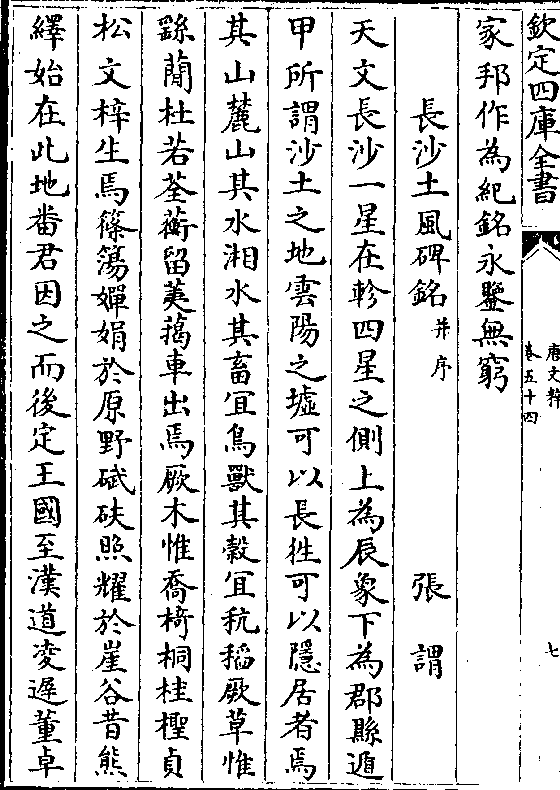 欽定四庫全書
唐文粹
卷五十四
七
家邦作為紀銘永鑒無窮
長沙土風碑銘并序 張謂
天文長沙一星在軫四星之側上為辰象下為郡縣遁
甲所謂沙土之地雲陽之墟可以長往可以隱居者焉
其山麓山其水湘水其畜宜鳥獸其穀宜秔稻厥草惟
繇蘭杜若荃蘅留荑藒車出焉厥木惟喬椅桐桂檉貞
松文梓生焉篠簜嬋娟於原野碔砆照耀於崖谷昔熊
繹始在此地番君因之而後定王國至漢道凌遲董卓